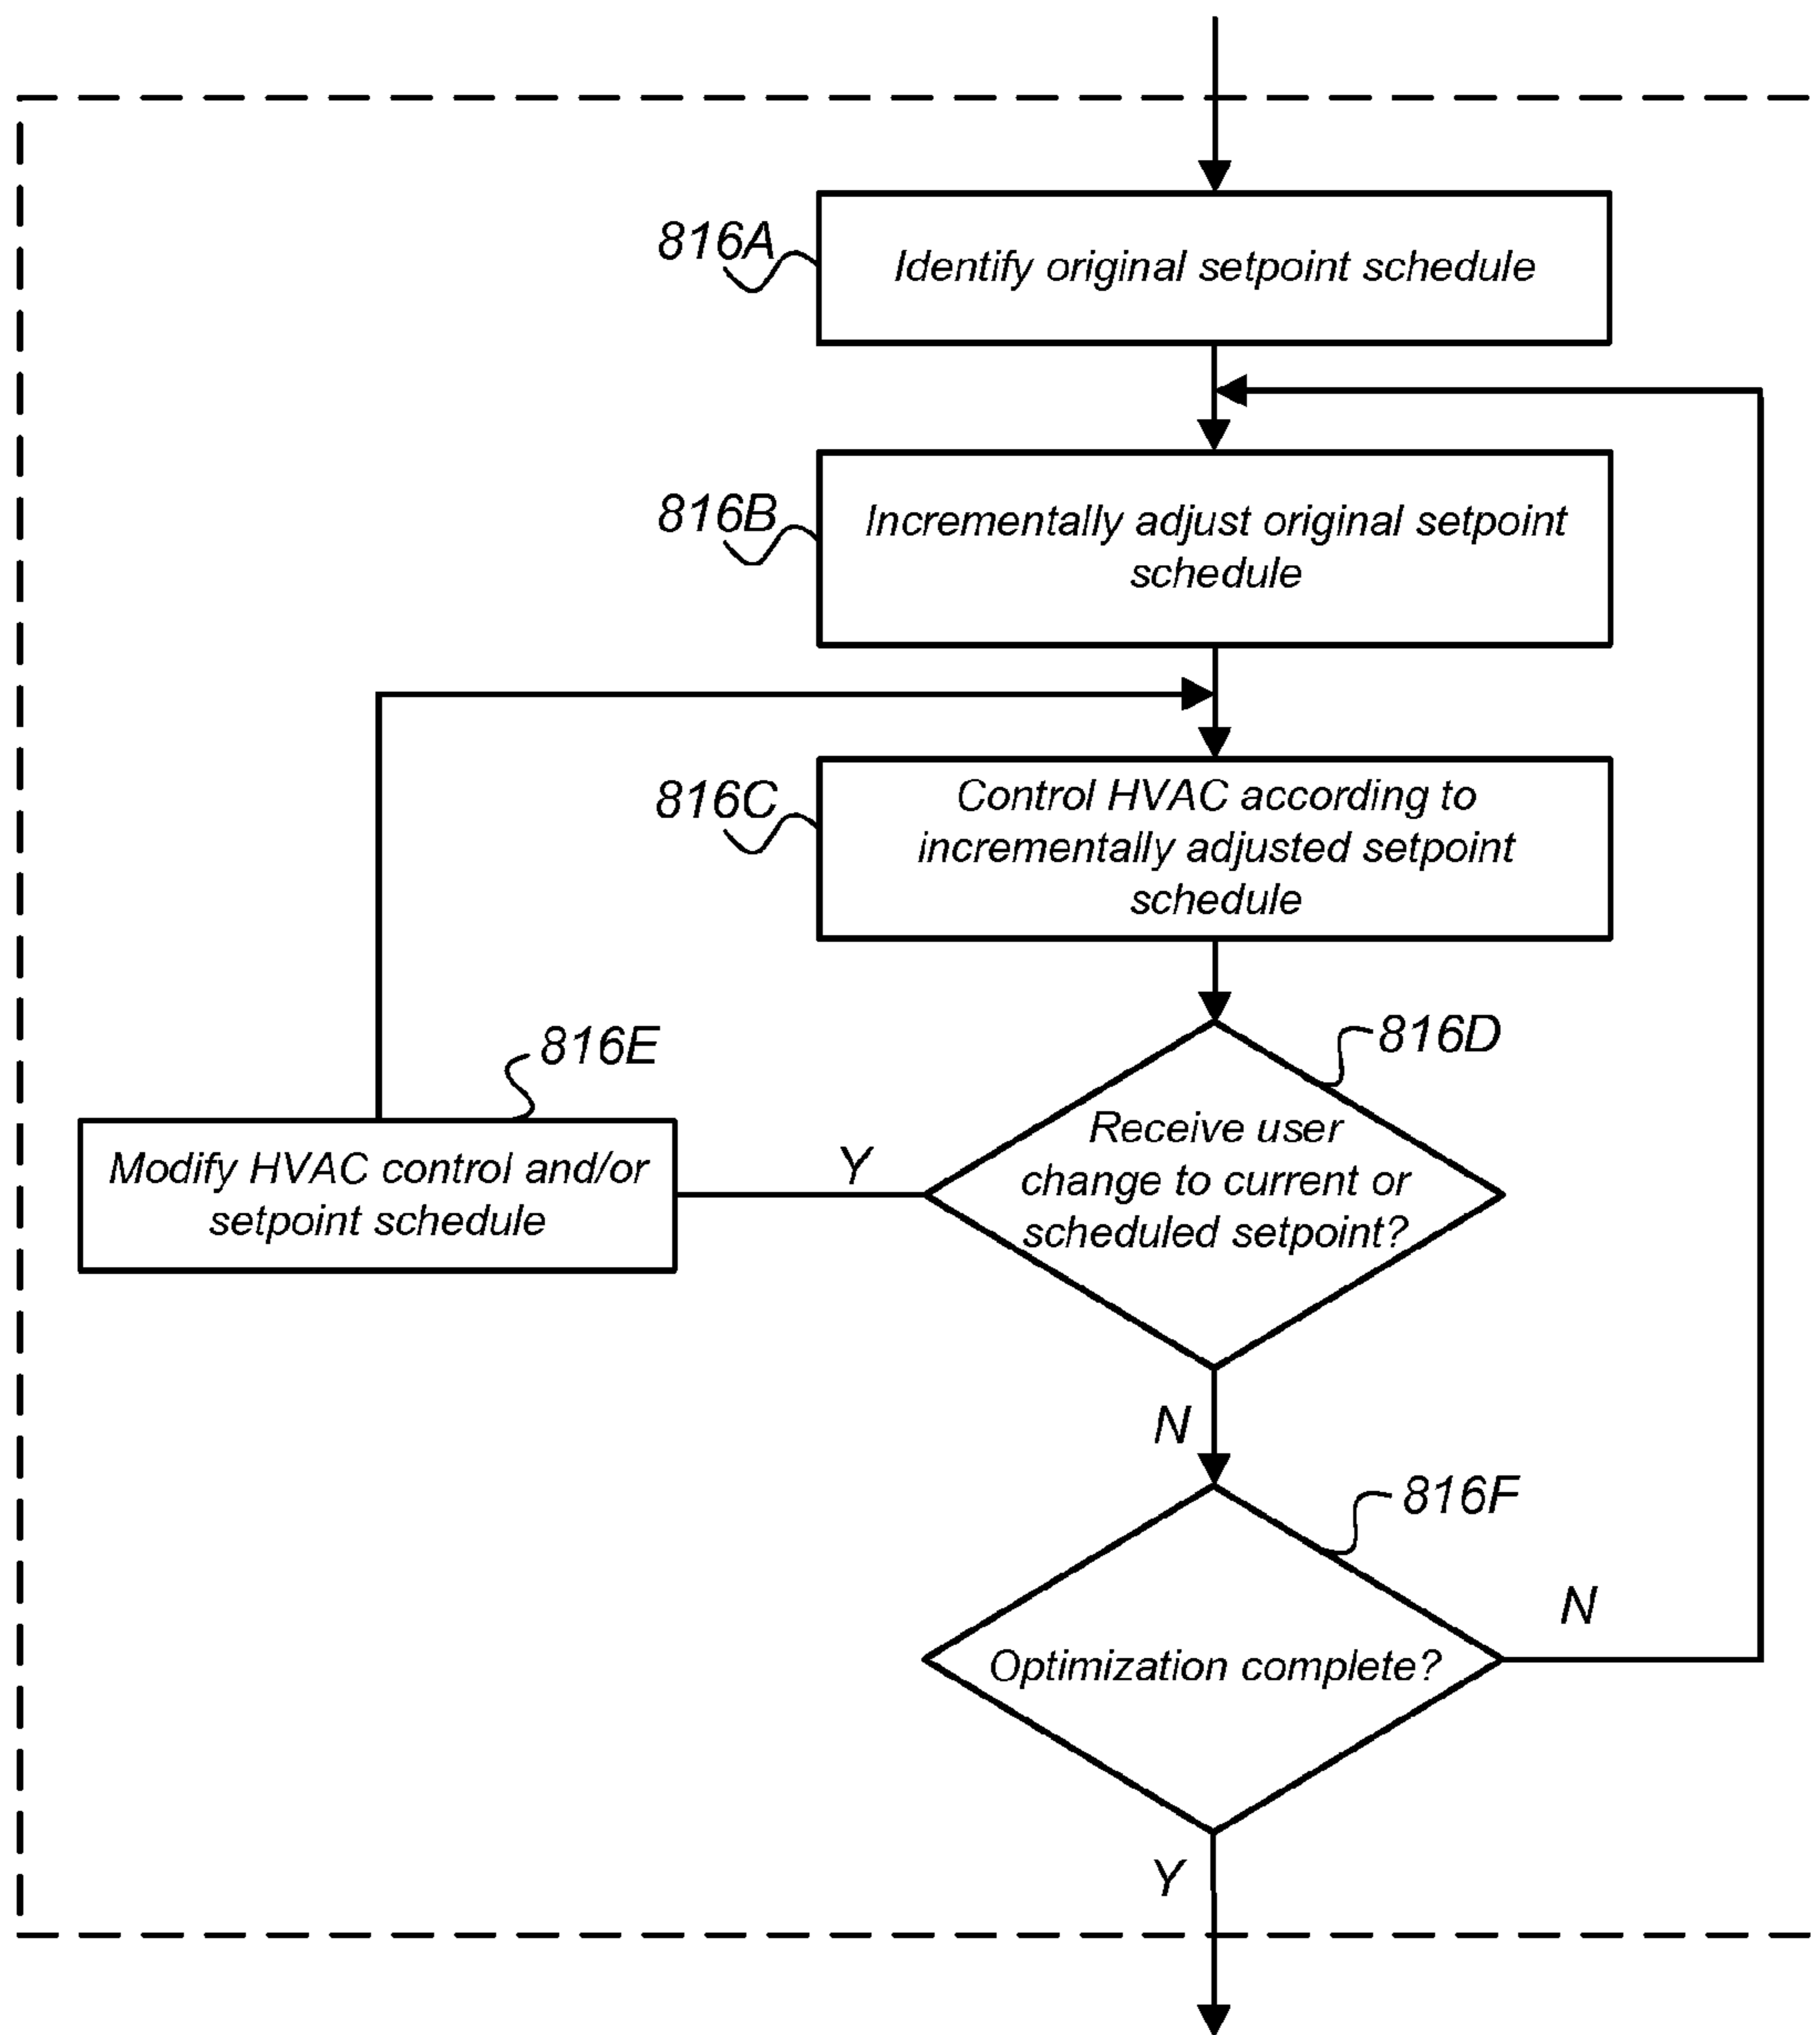 816A
Identify original setpoint schedule
816B
Incrementally adjust original setpoint
schedule
816C
Control HVAC according to
incrementally adjusted setpoint
schedule
816D
Receive user
change to current or
scheduled setpoint?
Y
816E
Modify HVAC control and/or
setpoint schedule
N
816F
Optimization complete?
N
Y